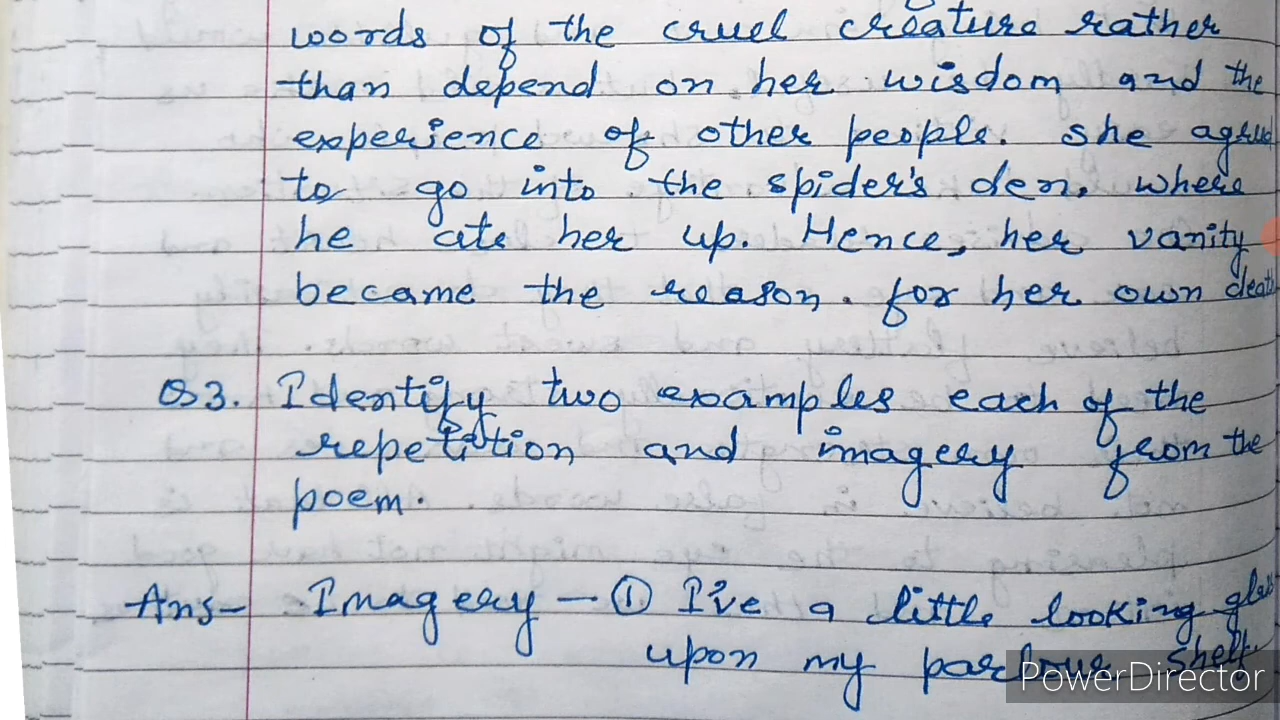 words of the cruel creature rather
than depend on her wisdom and the
experience of other people. She agreed
to go into the spider's den, where
he ate her up. Hence, her vanity
became the reason. for her own death
Q3. Identify two examples each of the
repetition and imagery from the
poem.
Ans- Imagery - ① I've a little looking glass
upon my parlour shelf.
PowerDirector